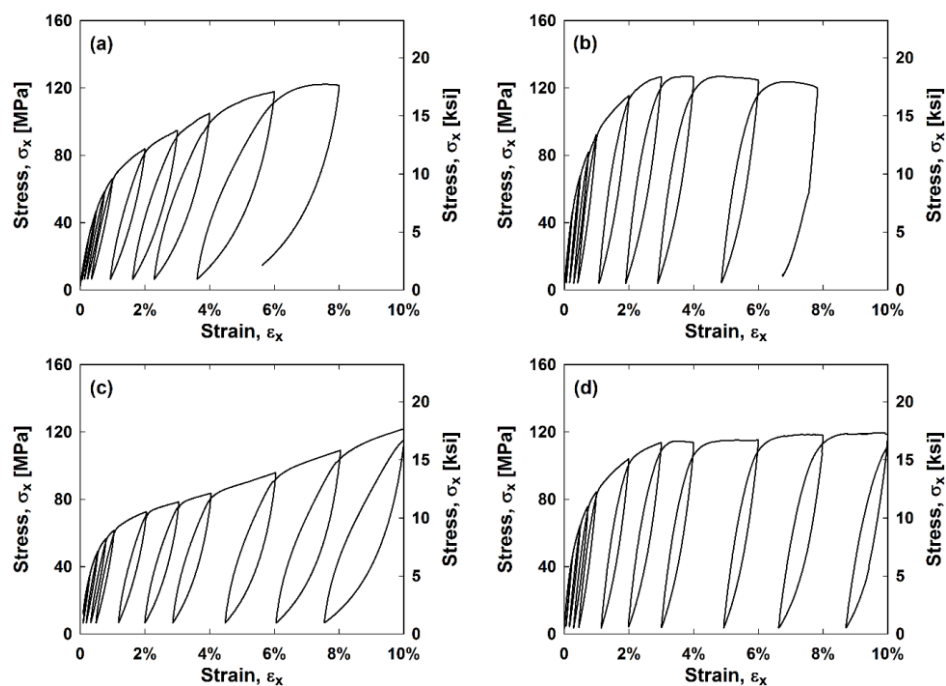 (a)
Stress, σx [MPa]
160
120
80
40
0
0 2% 4% 6% 8% 10%
Strain, εx
20
15
10
5
0
Stress, σx [ksi]
(b)
Stress, σx [MPa]
160
120
80
40
0
0 2% 4% 6% 8% 10%
Strain, εx
20
15
10
5
0
Stress, σx [ksi]
(c)
Stress, σx [MPa]
160
120
80
40
0
0 2% 4% 6% 8% 10%
Strain, εx
20
15
10
5
0
Stress, σx [ksi]
(d)
Stress, σx [MPa]
160
120
80
40
0
0 2% 4% 6% 8% 10%
Strain, εx
20
15
10
5
0
Stress, σx [ksi]